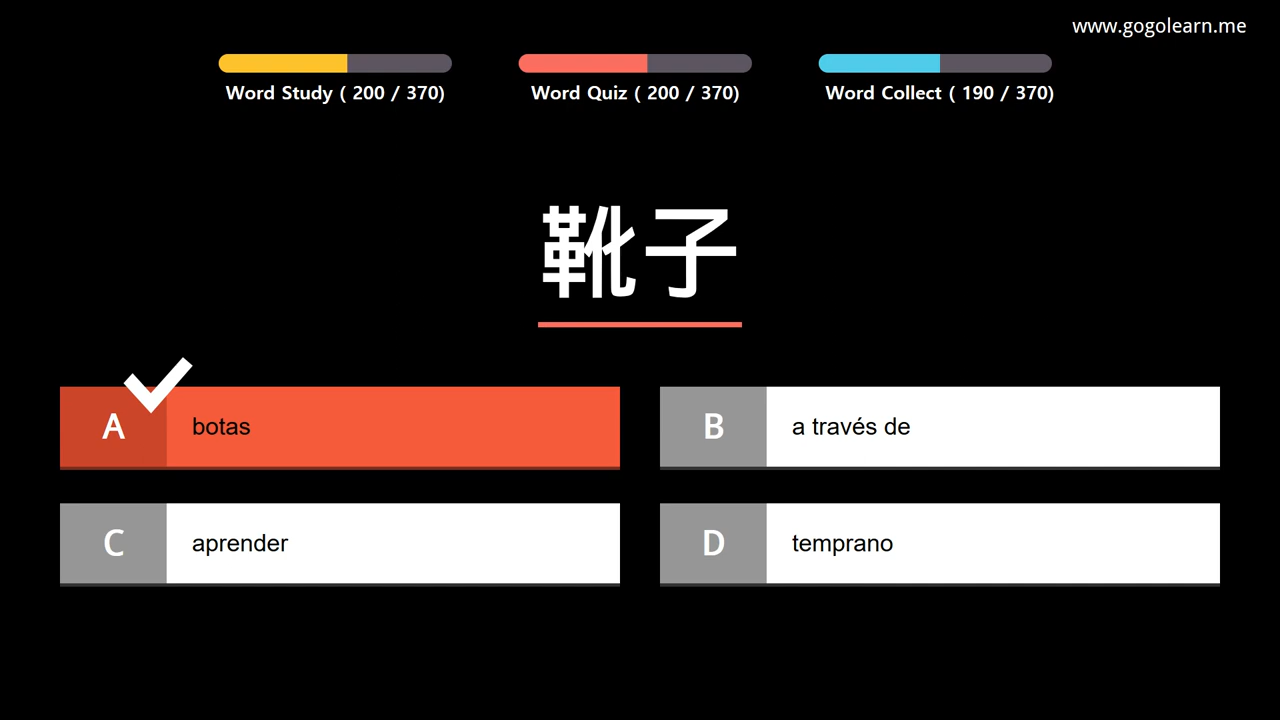 www.gogolearn.me
Word Study ( 200 / 370)
Word Quiz ( 200 / 370)
Word Collect ( 190 / 370)
靴子
A botas
B a través de
C aprender
D temprano